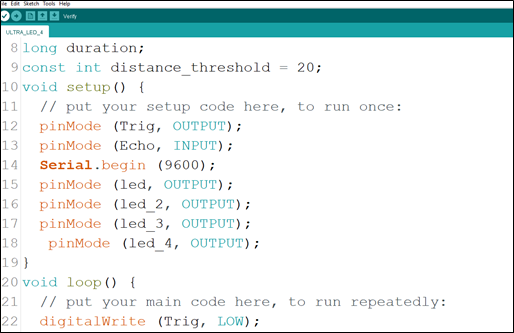 File Edit Sketch Tools Help
Verify
ULTRA_LED_4
8 long duration;
9 const int distance_threshold = 20;
10 void setup() {
11 // put your setup code here, to run once:
12 pinMode (Trig, OUTPUT);
13 pinMode (Echo, INPUT);
14 Serial.begin (9600);
15 pinMode (led, OUTPUT);
16 pinMode (led_2, OUTPUT);
17 pinMode (led_3, OUTPUT);
18 pinMode (led_4, OUTPUT);
19 }
20 void loop() {
21 // put your main code here, to run repeatedly:
22 digitalWrite (Trig, LOW);